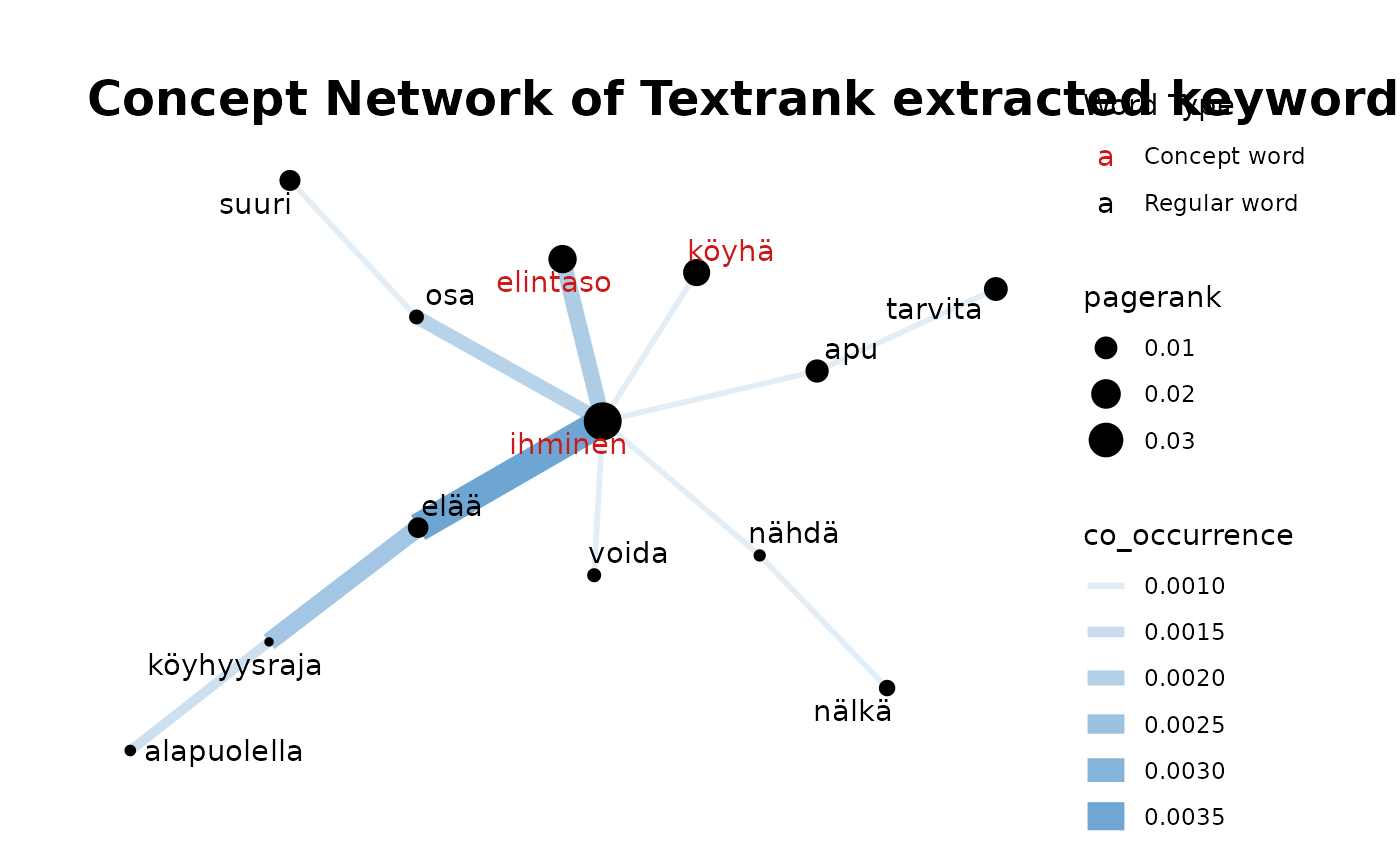 Concept Network of Textrank extracted keyword
Word Type
a Concept word
a Regular word
suuri
osa
elintaso
köyhä
tarvita
apu
ihminen
elää
voida
nähdä
köyhyysraja
nälkä
alapuolella
pagerank
0.01
0.02
0.03
co_occurrence
0.0010
0.0015
0.0020
0.0025
0.0030
0.0035